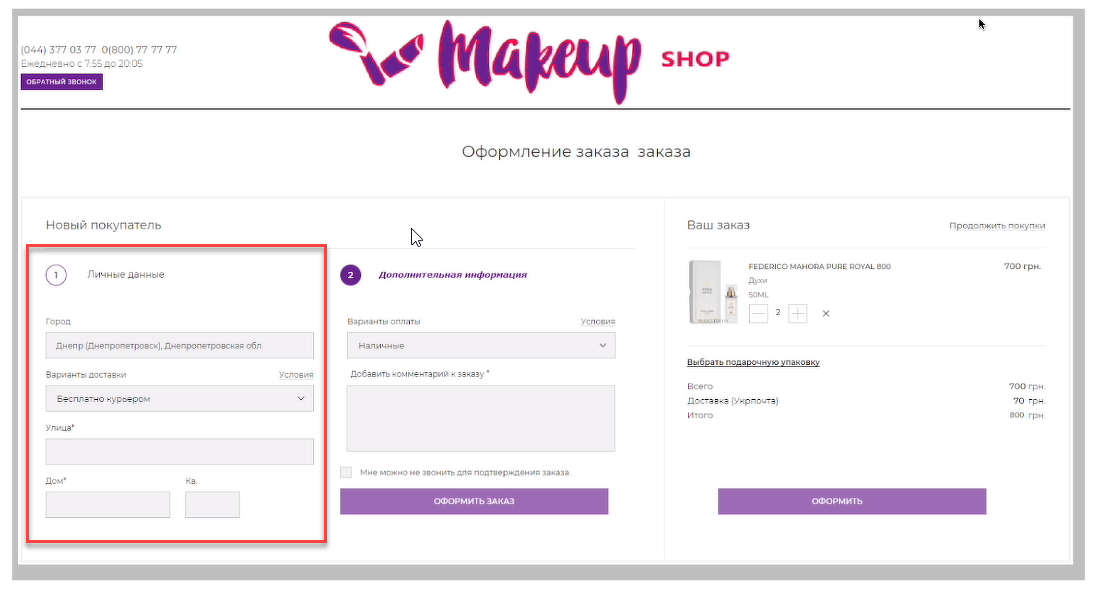 (044) 377 03 77 0(800) 77 77 77
Ежедневно с 7:55 до 20:05
ОБРАТНЫЙ ЗВОНОК
Makeup SHOP
Оформление заказа заказа
Новый покупатель
1 Личные данные
Город
Днепр (Днепропетровск), Днепропетровская обл.
Варианты доставки Условия
Бесплатно курьером
Улица*
Дом* Кв.
2 Дополнительная информация
Варианты оплаты Условия
Наличные
Добавить комментарий к заказу *
Мне можно не звонить для подтверждения заказа.
ОФОРМИТЬ ЗАКАЗ
Ваш заказ Продолжить покупки
FEDERICO MAHORA PURE ROYAL 800 700 грн.
Духи
50ML
2
Выбрать подарочную упаковку
Всего 700 грн.
Доставка (Укрпочта) 70 грн.
Итого 800 грн.
ОФОРМИТЬ